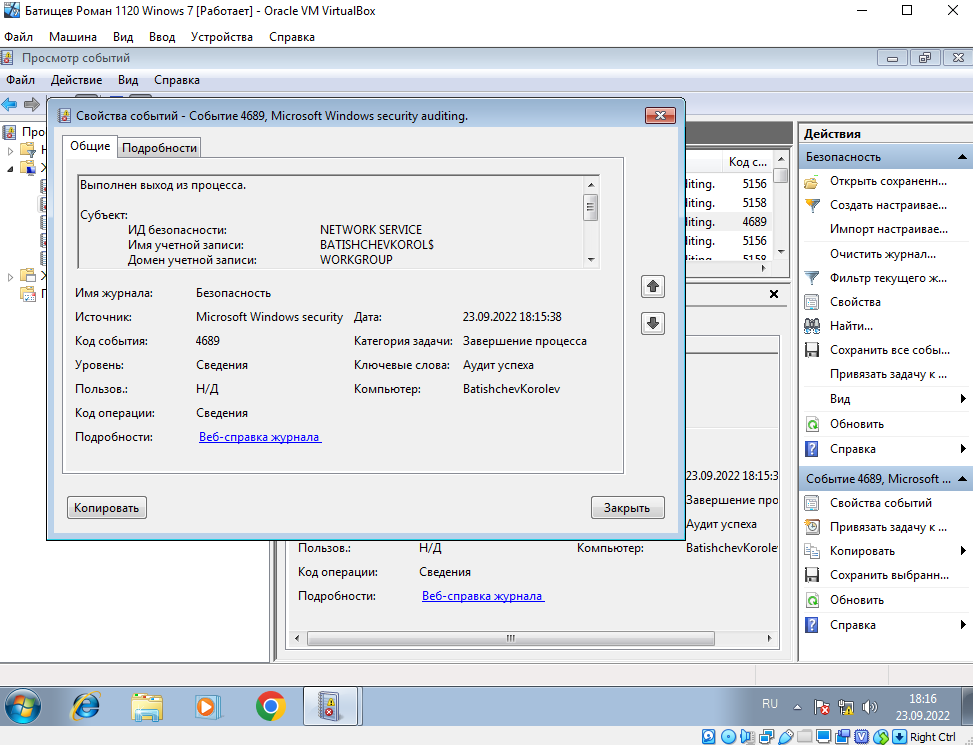 Батищев Роман 1120 Winows 7 [Работает] - Oracle VM VirtualBox
Файл Машина Вид Ввод Устройства Справка
Просмотр событий
Файл Действие Вид Справка
Свойства событий - Событие 4689, Microsoft Windows security auditing.
Общие Подробности
Выполнен выход из процесса.
Субъект:
ИД безопасности: NETWORK SERVICE
Имя учетной записи: BATISHCHEVKOROL$
Домен учетной записи: WORKGROUP
Имя журнала: Безопасность
Источник: Microsoft Windows security Дата: 23.09.2022 18:15:38
Код события: 4689 Категория задачи: Завершение процесса
Уровень: Сведения Ключевые слова: Аудит успеха
Пользов.: Н/Д Компьютер: BatishchevKorolev
Код операции: Сведения
Подробности: Веб-справка журнала
Копировать Закрыть
Про
Код с...
diting. 5156
diting. 5158
diting. 4689
diting. 5156
diting. 5158
23.09.2022 18:15:3
Завершение про
Аудит успеха
Пользов.: Н/Д Компьютер: BatishchevKorole
Код операции: Сведения
Подробности: Веб-справка журнала
Действия
Безопасность
Открыть сохраненн...
Создать настраивае...
Импорт настраивае...
Очистить журнал...
Фильтр текущего ж...
Свойства
Найти...
Сохранить все собы...
Привязать задачу к ...
Вид
Обновить
Справка
Событие 4689, Microsoft ...
Свойства событий
Привязать задачу к ...
Копировать
Сохранить выбранн...
Обновить
Справка
RU
18:16
23.09.2022
Right Ctrl